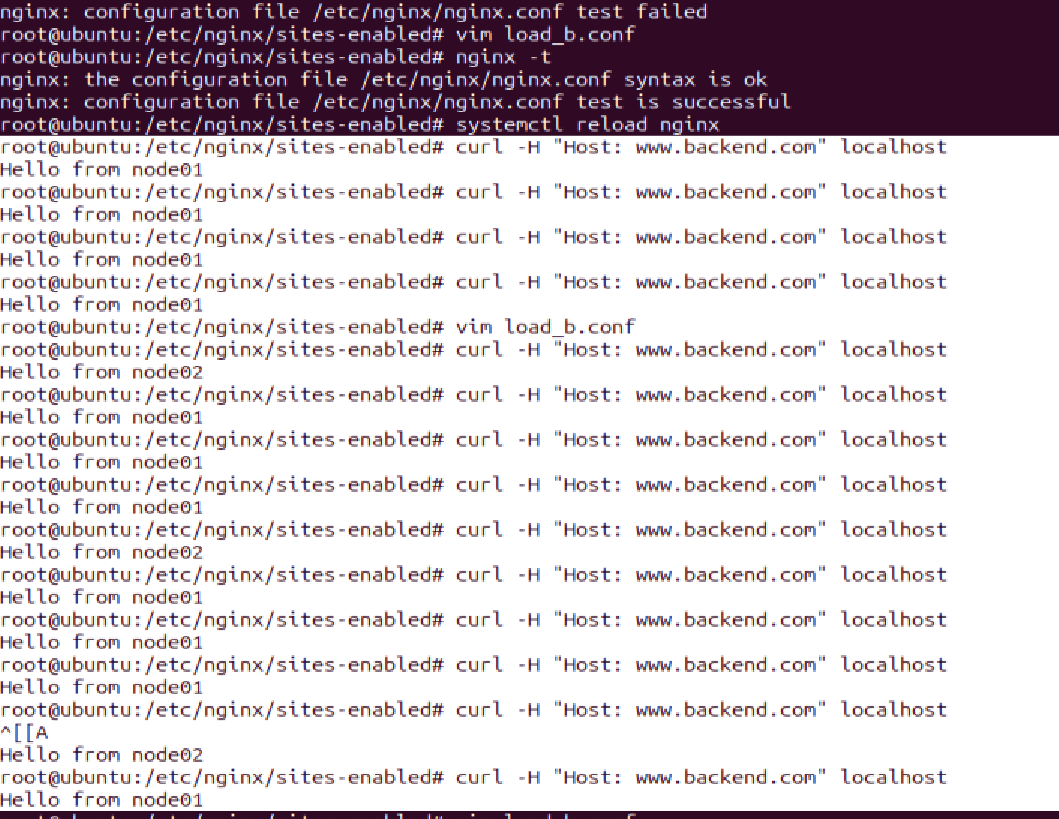 nginx: configuration file /etc/nginx/nginx.conf test failed
root@ubuntu:/etc/nginx/sites-enabled# vim load_b.conf
root@ubuntu:/etc/nginx/sites-enabled# nginx -t
nginx: the configuration file /etc/nginx/nginx.conf syntax is ok
nginx: configuration file /etc/nginx/nginx.conf test is successful
root@ubuntu:/etc/nginx/sites-enabled# systemctl reload nginx
root@ubuntu:/etc/nginx/sites-enabled# curl -H "Host: www.backend.com" localhost
Hello from node01
root@ubuntu:/etc/nginx/sites-enabled# curl -H "Host: www.backend.com" localhost
Hello from node01
root@ubuntu:/etc/nginx/sites-enabled# curl -H "Host: www.backend.com" localhost
Hello from node01
root@ubuntu:/etc/nginx/sites-enabled# curl -H "Host: www.backend.com" localhost
Hello from node01
root@ubuntu:/etc/nginx/sites-enabled# vim load_b.conf
root@ubuntu:/etc/nginx/sites-enabled# curl -H "Host: www.backend.com" localhost
Hello from node02
root@ubuntu:/etc/nginx/sites-enabled# curl -H "Host: www.backend.com" localhost
Hello from node01
root@ubuntu:/etc/nginx/sites-enabled# curl -H "Host: www.backend.com" localhost
Hello from node01
root@ubuntu:/etc/nginx/sites-enabled# curl -H "Host: www.backend.com" localhost
Hello from node01
root@ubuntu:/etc/nginx/sites-enabled# curl -H "Host: www.backend.com" localhost
Hello from node02
root@ubuntu:/etc/nginx/sites-enabled# curl -H "Host: www.backend.com" localhost
Hello from node01
root@ubuntu:/etc/nginx/sites-enabled# curl -H "Host: www.backend.com" localhost
Hello from node01
root@ubuntu:/etc/nginx/sites-enabled# curl -H "Host: www.backend.com" localhost
Hello from node01
root@ubuntu:/etc/nginx/sites-enabled# curl -H "Host: www.backend.com" localhost
^[[A
Hello from node02
root@ubuntu:/etc/nginx/sites-enabled# curl -H "Host: www.backend.com" localhost
Hello from node01